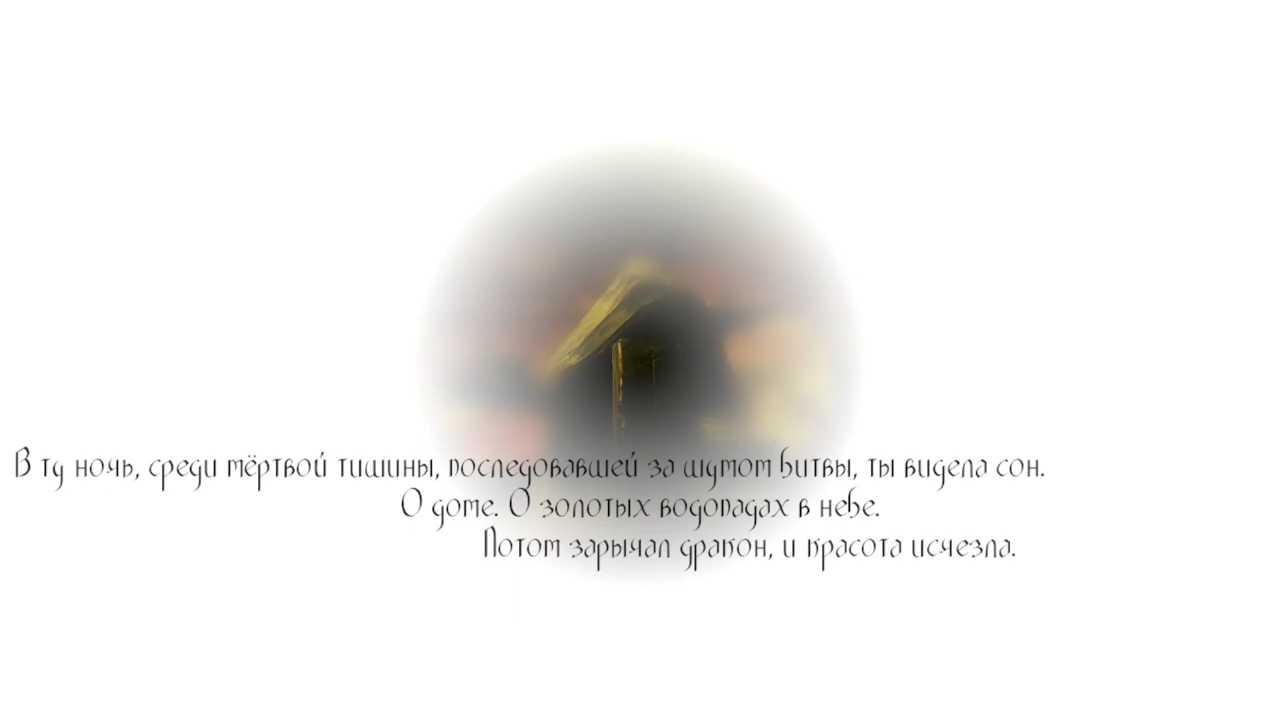 В ту ночь, среди мёртвой тишины, последовавшей за шумом битвы, ты видела сон.
О доме. О золотых водопадах в небе.
Потом зарычал дракон, и красота исчезла.